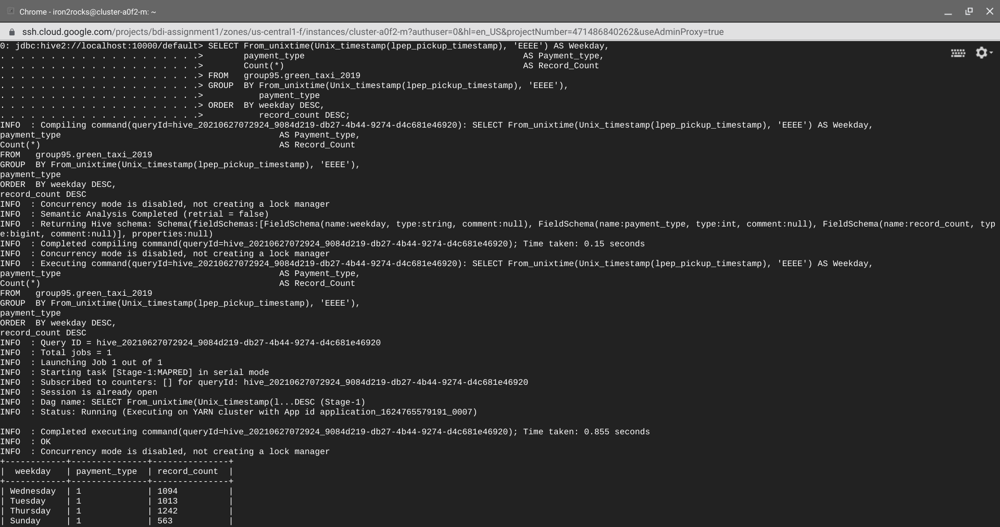 Chrome - iron2rocks@cluster-a0f2-m: ~
ssh.cloud.google.com/projects/bdi-assignment1/zones/us-central1-f/instances/cluster-a0f2-m?authuser=0&hl=en_US&projectNumber=471486840262&useAdminProxy=true
0: jdbc:hive2://localhost:10000/default> SELECT From_unixtime(Unix_timestamp(lpep_pickup_timestamp), 'EEEE') AS Weekday,
. . . . . . . . . . . . . . . . . . . .>        payment_type                                           AS Payment_type,
. . . . . . . . . . . . . . . . . . . .>        Count(*)                                               AS Record_Count
. . . . . . . . . . . . . . . . . . . .> FROM   group95.green_taxi_2019
. . . . . . . . . . . . . . . . . . . .> GROUP  BY From_unixtime(Unix_timestamp(lpep_pickup_timestamp), 'EEEE'),
. . . . . . . . . . . . . . . . . . . .>           payment_type
. . . . . . . . . . . . . . . . . . . .> ORDER  BY weekday DESC,
. . . . . . . . . . . . . . . . . . . .>           record_count DESC;
INFO  : Compiling command(queryId=hive_20210627072924_9084d219-db27-4b44-9274-d4c681e46920): SELECT From_unixtime(Unix_timestamp(lpep_pickup_timestamp), 'EEEE') AS Weekday,
payment_type                                           AS Payment_type,
Count(*)                                               AS Record_Count
FROM   group95.green_taxi_2019
GROUP  BY From_unixtime(Unix_timestamp(lpep_pickup_timestamp), 'EEEE'),
payment_type
ORDER  BY weekday DESC,
record_count DESC
INFO  : Concurrency mode is disabled, not creating a lock manager
INFO  : Semantic Analysis Completed (retrial = false)
INFO  : Returning Hive schema: Schema(fieldSchemas:[FieldSchema(name:weekday, type:string, comment:null), FieldSchema(name:payment_type, type:int, comment:null), FieldSchema(name:record_count, typ
e:bigint, comment:null)], properties:null)
INFO  : Completed compiling command(queryId=hive_20210627072924_9084d219-db27-4b44-9274-d4c681e46920); Time taken: 0.15 seconds
INFO  : Concurrency mode is disabled, not creating a lock manager
INFO  : Executing command(queryId=hive_20210627072924_9084d219-db27-4b44-9274-d4c681e46920): SELECT From_unixtime(Unix_timestamp(lpep_pickup_timestamp), 'EEEE') AS Weekday,
payment_type                                           AS Payment_type,
Count(*)                                               AS Record_Count
FROM   group95.green_taxi_2019
GROUP  BY From_unixtime(Unix_timestamp(lpep_pickup_timestamp), 'EEEE'),
payment_type
ORDER  BY weekday DESC,
record_count DESC
INFO  : Query ID = hive_20210627072924_9084d219-db27-4b44-9274-d4c681e46920
INFO  : Total jobs = 1
INFO  : Launching Job 1 out of 1
INFO  : Starting task [Stage-1:MAPRED] in serial mode
INFO  : Subscribed to counters: [] for queryId: hive_20210627072924_9084d219-db27-4b44-9274-d4c681e46920
INFO  : Session is already open
INFO  : Dag name: SELECT From_unixtime(Unix_timestamp(l...DESC (Stage-1)
INFO  : Status: Running (Executing on YARN cluster with App id application_1624765579191_0007)
INFO  : Completed executing command(queryId=hive_20210627072924_9084d219-db27-4b44-9274-d4c681e46920); Time taken: 0.855 seconds
INFO  : OK
INFO  : Concurrency mode is disabled, not creating a lock manager
+------------+---------------+---------------+
|  weekday   | payment_type  | record_count  |
+------------+---------------+---------------+
| Wednesday  | 1             | 1094          |
| Tuesday    | 1             | 1013          |
| Thursday   | 1             | 1242          |
| Sunday     | 1             | 563           |